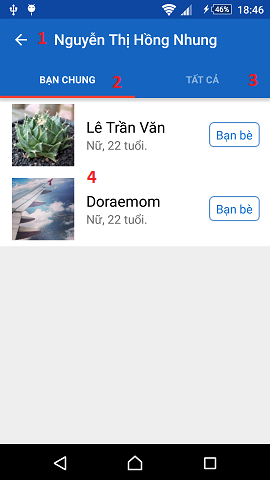 46% 18:46
1 Nguyễn Thị Hồng Nhung
BẠN CHUNG 2 TẤT CẢ 3
Lê Trần Văn
Nữ, 22 tuổi.
Bạn bè
4
Doraemom
Nữ, 22 tuổi.
Bạn bè